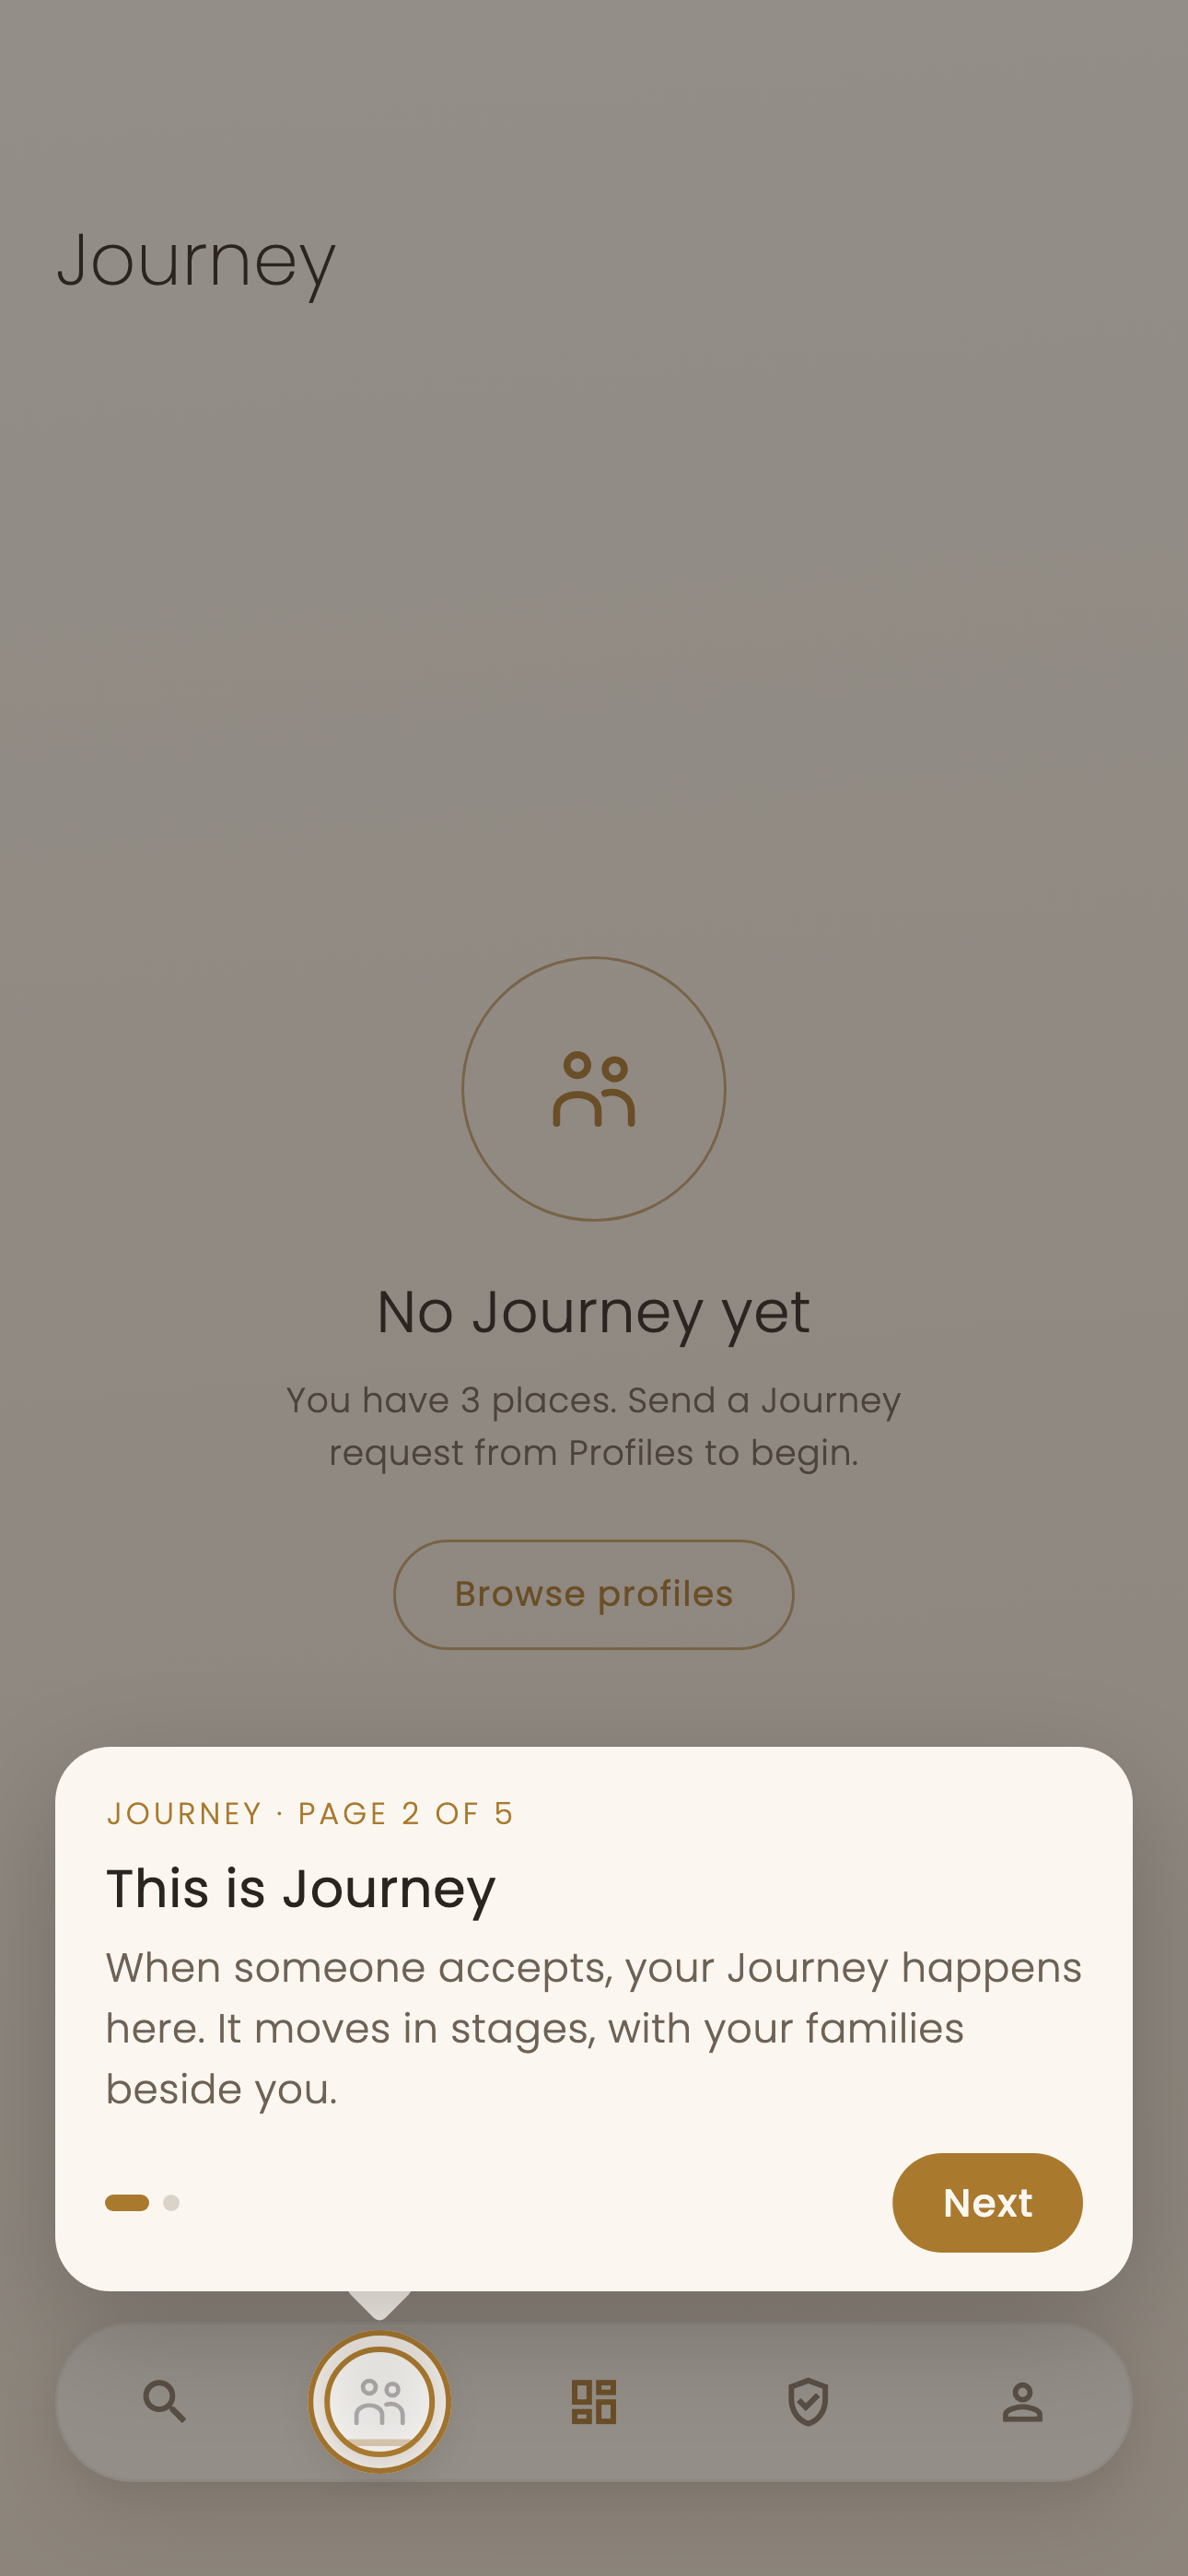 Journey
No Journey yet
You have 3 places. Send a Journey
request from Profiles to begin.
Browse profiles
JOURNEY · PAGE 2 OF 5
This is Journey
When someone accepts, your Journey happens
here. It moves in stages, with your families
beside you.
Next